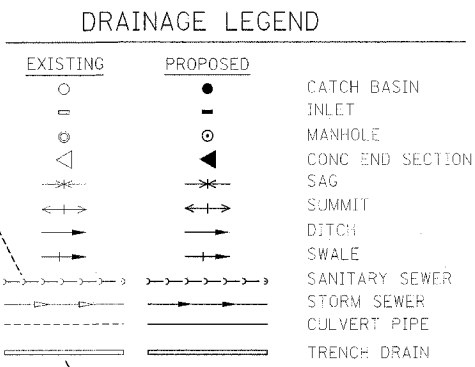 DRAINAGE LEGEND
EXISTING PROPOSED
CATCH BASIN
INLET
MANHOLE
CONC END SECTION
SAG
SUMMIT
DITCH
SWALE
SANITARY SEWER
STORM SEWER
CULVERT PIPE
TRENCH DRAIN